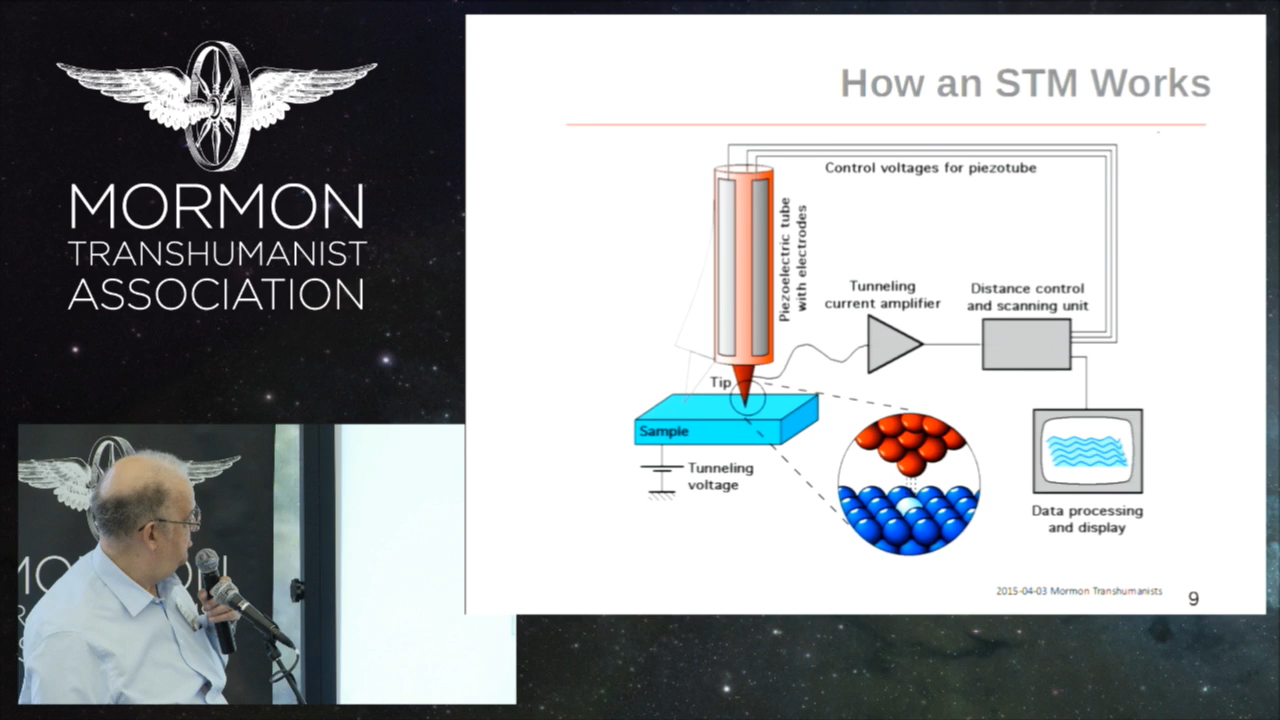 MORMON
TRANSHUMANIST
ASSOCIATION
How an STM Works
Control voltages for piezotube
Piezoelectric tube
with electrodes
Tunneling
current amplifier
Distance control
and scanning unit
Tip
Sample
Tunneling
voltage
Data processing
and display
2015-04-03 Mormon Transhumanists
9